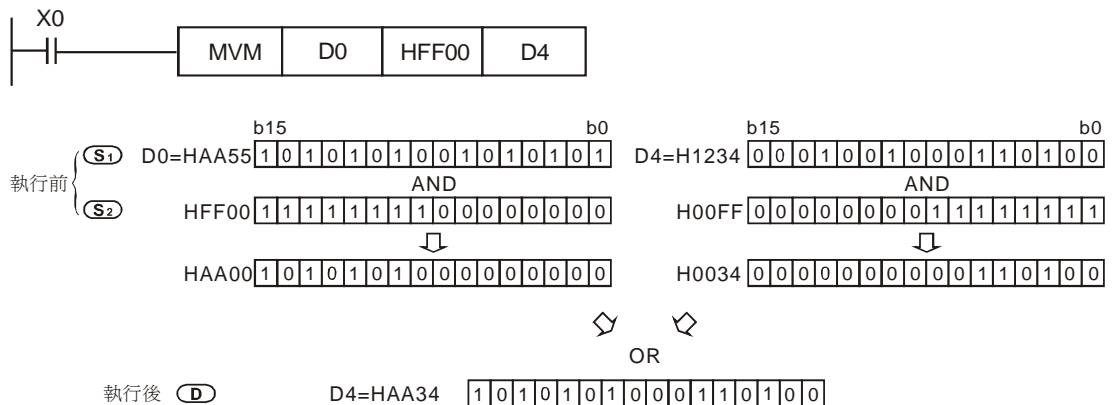 X0
MVM D0 HFF00 D4
b15 b0 b15 b0
S1 D0=HAA55 1 0 1 0 1 0 1 0 0 1 0 1 0 1 0 1 D4=H1234 0 0 0 1 0 0 1 0 0 0 1 1 0 1 0 0
執行前 AND AND
S2 HFF00 1 1 1 1 1 1 1 1 0 0 0 0 0 0 0 0 H00FF 0 0 0 0 0 0 0 0 1 1 1 1 1 1 1 1
HAA00 1 0 1 0 1 0 1 0 0 0 0 0 0 0 0 0 H0034 0 0 0 0 0 0 0 0 0 0 1 1 0 1 0 0
OR
執行後 D D4=HAA34 1 0 1 0 1 0 1 0 0 0 1 1 0 1 0 0